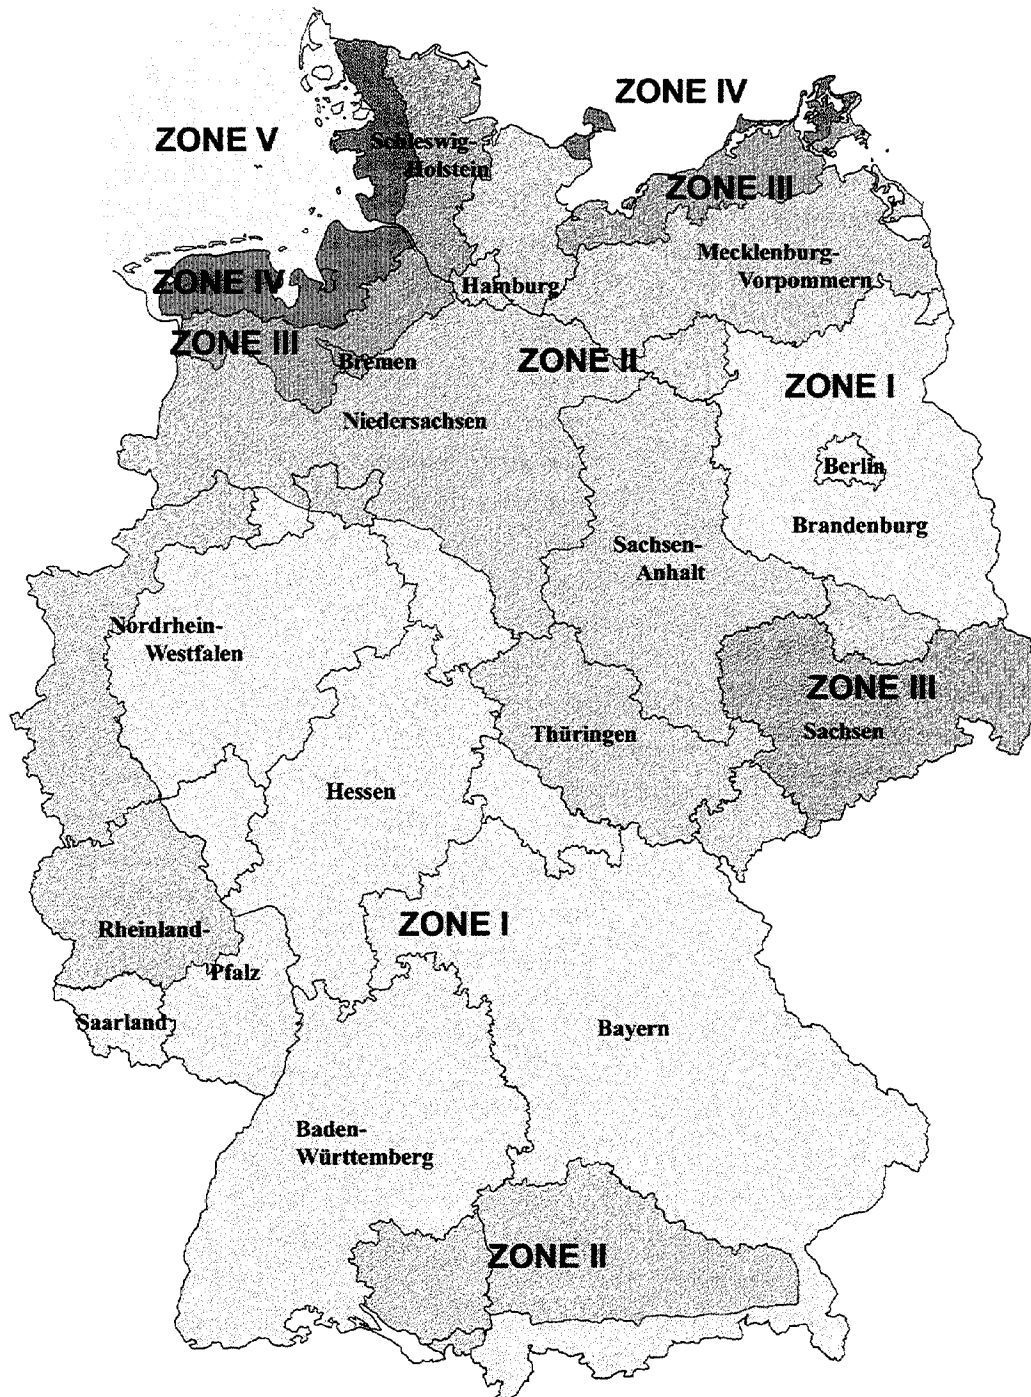 ZONE IV
ZONE V
Schleswig-
Holstein
ZONE III
Mecklenburg-
Vorpommern
ZONE IV
Hamburg
ZONE III
Bremen
ZONE II
ZONE I
Niedersachsen
Berlin
Brandenburg
Sachsen-
Anhalt
Nordrhein-
Westfalen
ZONE III
Sachsen
Thüringen
Hessen
Rheinland-
Pfalz
ZONE I
Saarland
Bayern
Baden-
Württemberg
ZONE II